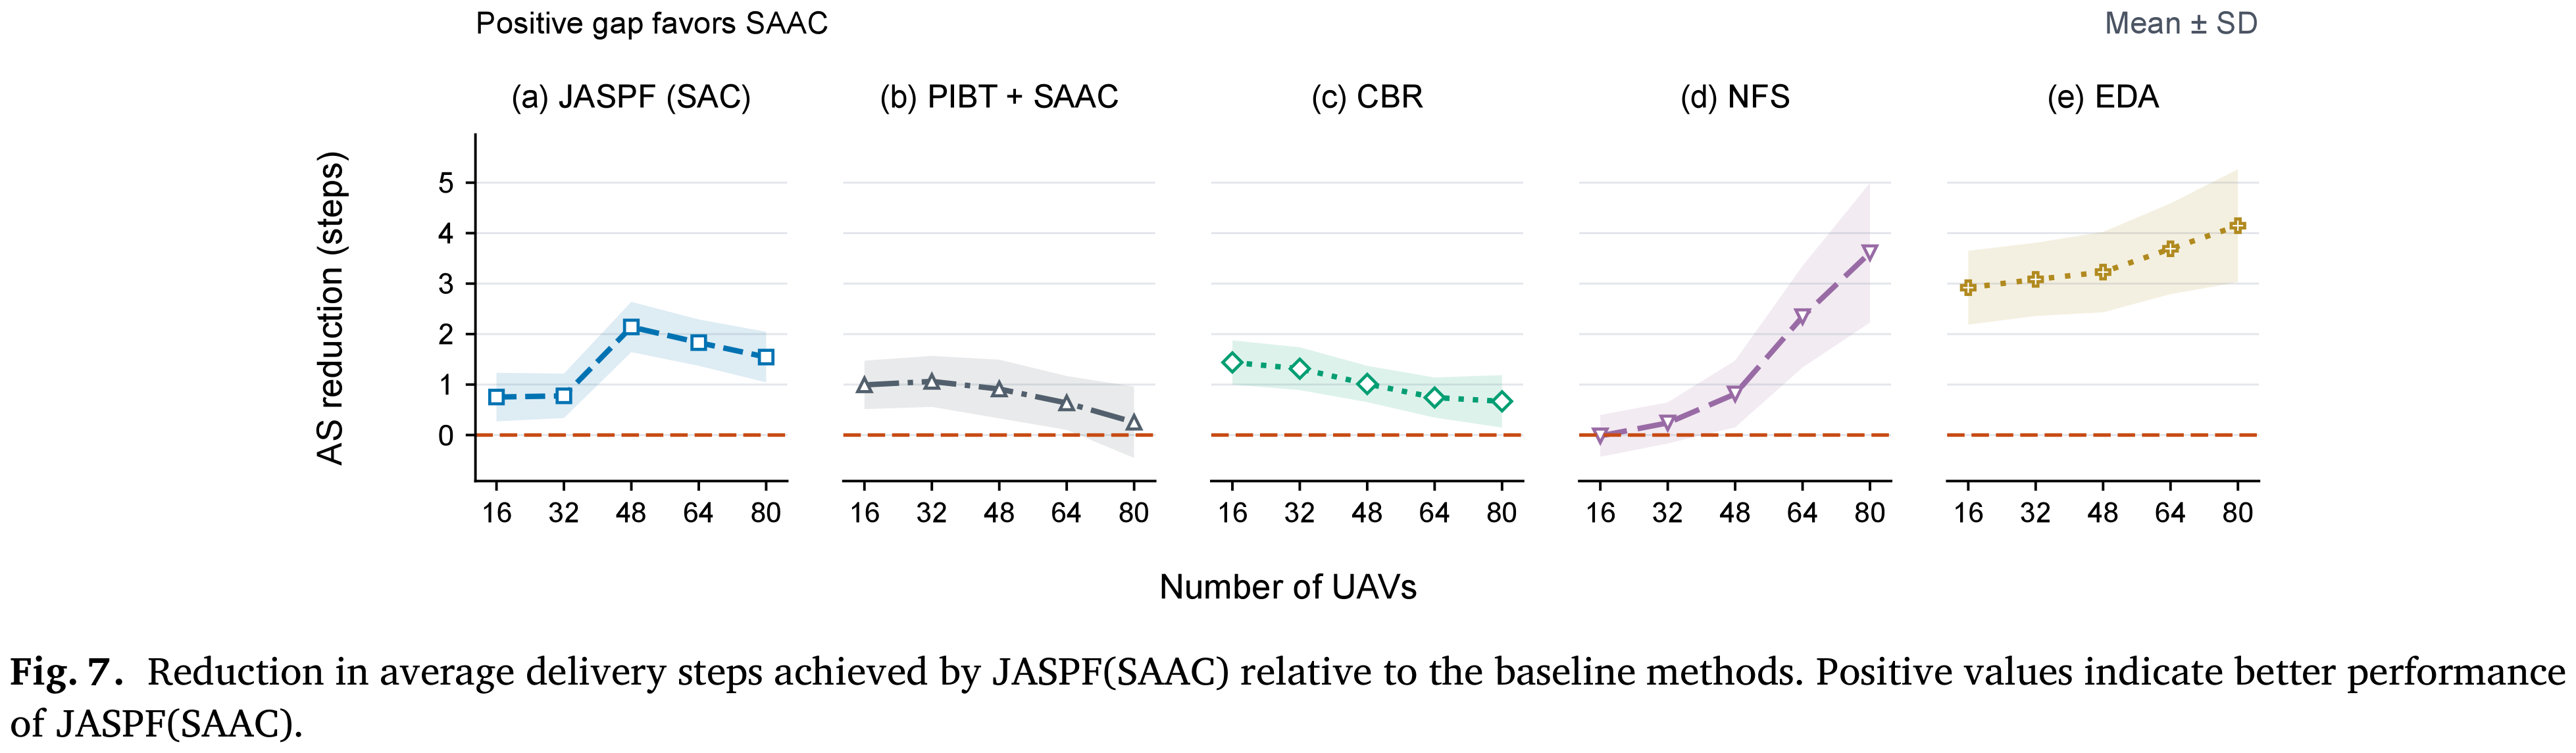 Positive gap favors SAAC
Mean ± SD
(a) JASPF (SAC)
(b) PIBT + SAAC
(c) CBR
(d) NFS
(e) EDA
AS reduction (steps)
5
4
3
2
1
0
16 32 48 64 80
16 32 48 64 80
16 32 48 64 80
16 32 48 64 80
16 32 48 64 80
Number of UAVs
Fig. 7. Reduction in average delivery steps achieved by JASPF(SAAC) relative to the baseline methods. Positive values indicate better performance
of JASPF(SAAC).